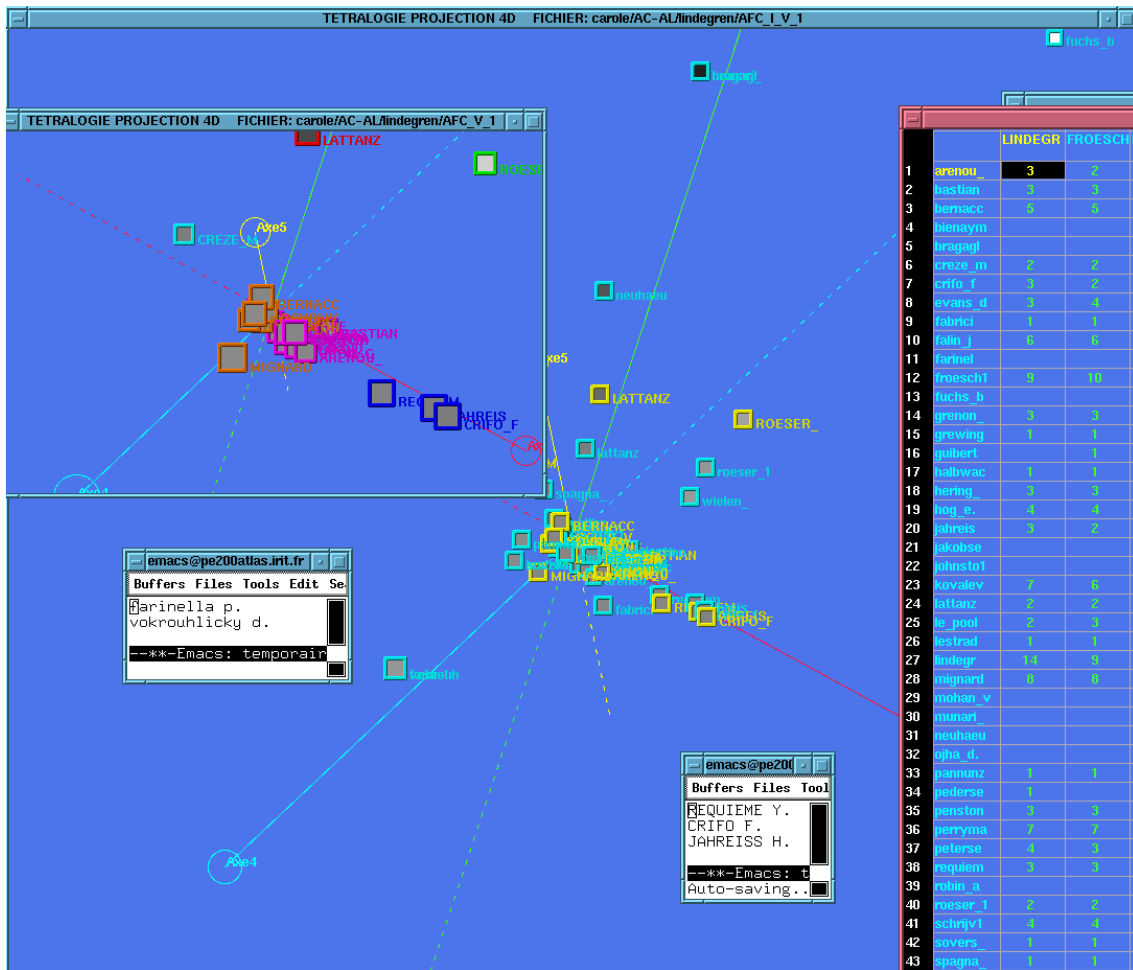 TETRALOGIE PROJECTION 4D FICHIER: carole/AC-AL/lindegren/AFC_I_V_1
fuchs_b
TETRALOGIE PROJECTION 4D FICHIER: carole/AC-AL/lindegren/AFC_V_1
LATTANZ
Axe5
CREZE_M
BERNACC
MIGNARD
CRIFO_F
Axe4
neuhaeu
LATTANZ
ROESER_
lattanz
roeser_1
spagna_
wielen_
BERNACC
CRIFO_F
Axe4
emacs@pe200atlas.irit.fr
Buffers Files Tools Edit Se
farinella p.
vokrouhlicky d.
--**-Emacs: temporair
emacs@pe20
Buffers Files Tool
REQUIEME Y.
CRIFO F.
JAHREISS H.
--**-Emacs: t
Auto-saving..
LINDEGR FROESCH
1 arenou_ 3 2
2 bastian 3 3
3 bernacc 5 5
4 bienaym
5 bragagl
6 creze_m 2 2
7 crifo_f 3 2
8 evans_d 3 4
9 fabrici 1 1
10 falin_j 6 6
11 farinel
12 froesch1 9 10
13 fuchs_b
14 grenon_ 3 3
15 grewing 1 1
16 guibert 1
17 halbwac 1 1
18 hering_ 3 3
19 hog_e. 4 4
20 jahreis 3 2
21 jakobse
22 johnsto1
23 kovalev 7 6
24 lattanz 2 2
25 le_pool 2 3
26 lestrad 1 1
27 lindegr 14 9
28 mignard 8 8
29 mohan_v
30 munari_
31 neuhaeu
32 ojha_d.
33 pannunz 1 1
34 pederse 1
35 penston 3 3
36 perryma 7 7
37 peterse 4 3
38 requiem 3 3
39 robin_a
40 roeser_1 2 2
41 schrijv1 4 4
42 sovers_ 1 1
43 spagna_ 1 1